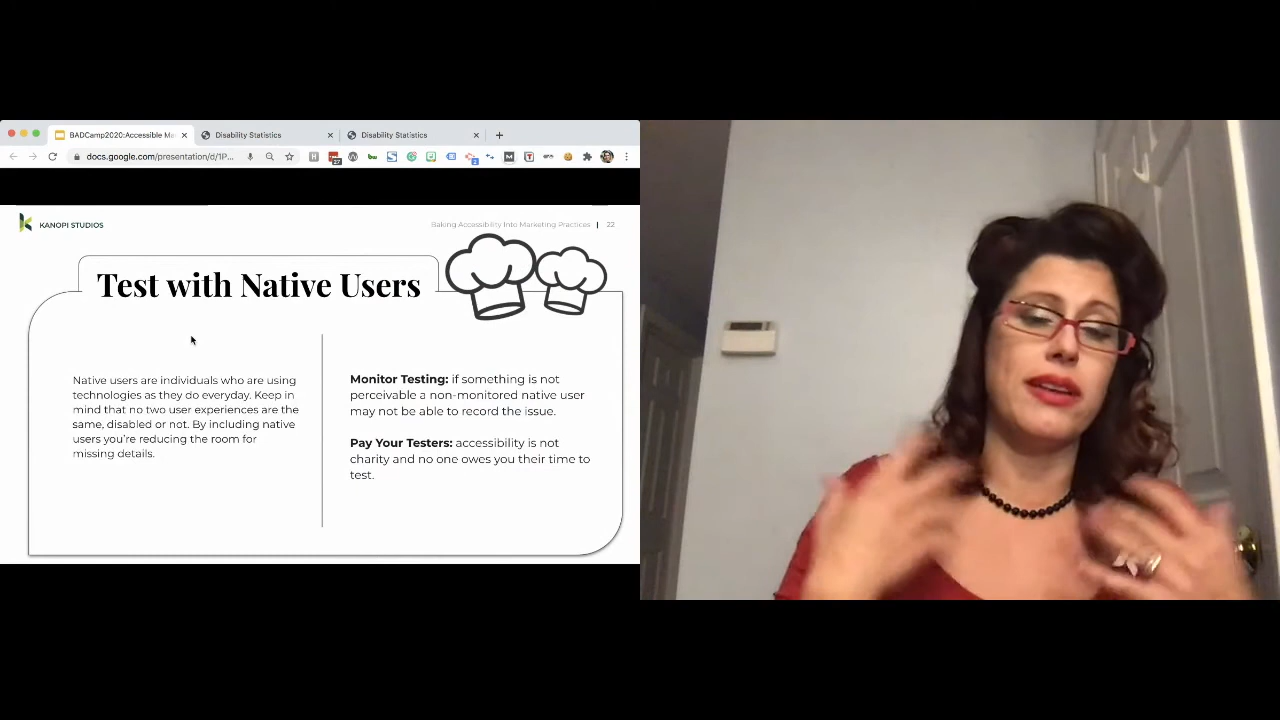 BADCamp2020:Accessible Ma
Disability Statistics
Disability Statistics
docs.google.com/presentation/d/1P...
KANOPI STUDIOS
Baking Accessibility Into Marketing Practices | 22
Test with Native Users
Native users are individuals who are using
technologies as they do everyday. Keep in
mind that no two user experiences are the
same, disabled or not. By including native
users you're reducing the room for
missing details.
Monitor Testing: if something is not
perceivable a non-monitored native user
may not be able to record the issue.
Pay Your Testers: accessibility is not
charity and no one owes you their time to
test.